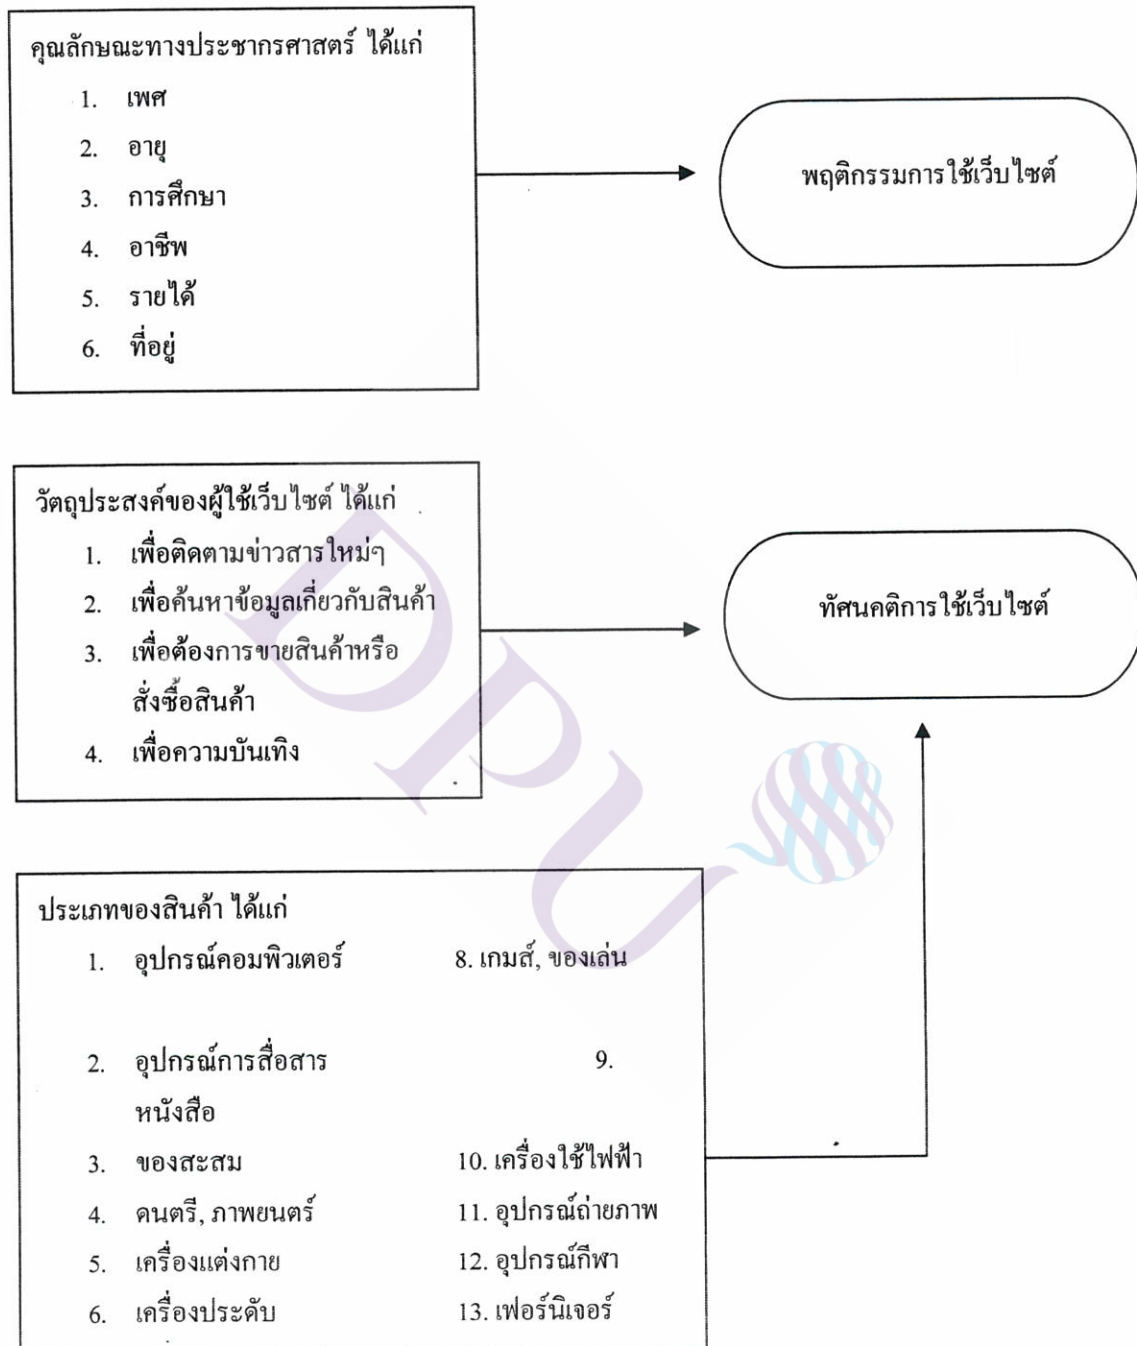 คุณลักษณะทางประชากรศาสตร์ ได้แก่
1. เพศ
2. อายุ
3. การศึกษา
4. อาชีพ
5. รายได้
6. ที่อยู่
พฤติกรรมการใช้เว็บไซต์
วัตถุประสงค์ของผู้ใช้เว็บไซต์ ได้แก่
1. เพื่อติดตามข่าวสารใหม่ๆ
2. เพื่อค้นหาข้อมูลเกี่ยวกับสินค้า
3. เพื่อต้องการขายสินค้าหรือ
สั่งซื้อสินค้า
4. เพื่อความบันเทิง
ทัศนคติการใช้เว็บไซต์
ประเภทของสินค้า ได้แก่
1. อุปกรณ์คอมพิวเตอร์ 8. เกมส์, ของเล่น
2. อุปกรณ์การสื่อสาร 9.
หนังสือ
3. ของสะสม 10. เครื่องใช้ไฟฟ้า
4. ดนตรี, ภาพยนตร์ 11. อุปกรณ์ถ่ายภาพ
5. เครื่องแต่งกาย 12. อุปกรณ์กีฬา
6. เครื่องประดับ 13. เฟอร์นิเจอร์
DPU